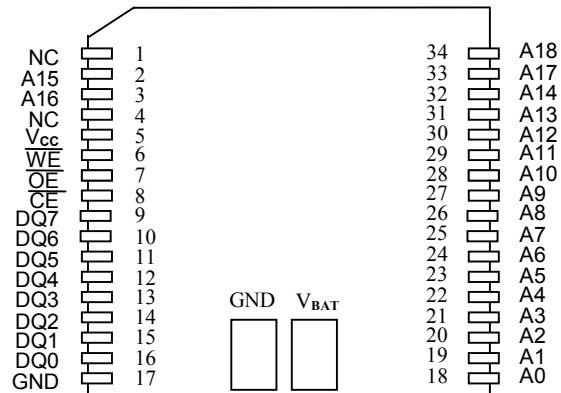 NC 1 34 A18
A15 2 33 A17
A16 3 32 A14
NC 4 31 A13
Vcc 5 30 A12
W̅E̅ 6 29 A11
O̅E̅ 7 28 A10
C̅E̅ 8 27 A9
DQ7 9 26 A8
DQ6 10 25 A7
DQ5 11 24 A6
DQ4 12 23 A5
DQ3 13 22 A4
DQ2 14 21 A3
DQ1 15 20 A2
DQ0 16 19 A1
GND 17 18 A0
GND VBAT